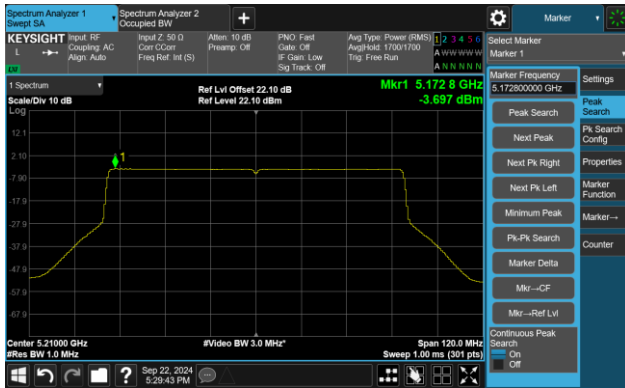 Spectrum Analyzer 1
Swept SA
Spectrum Analyzer 2
Occupied BW
Marker
KEYSIGHT
L
Input: RF
Coupling: AC
Align: Auto
Input Z: 50 Ω
Corr CCorr
Freq Ref: Int (S)
Atten: 10 dB
Preamp: Off
PNO: Fast
Gate: Off
IF Gain: Low
Sig Track: Off
Avg Type: Power (RMS)
Avg|Hold: 1700/1700
Trig: Free Run
1 2 3 4 5 6
A W W W W W
A N N N N N
Select Marker
Marker 1
1 Spectrum
Scale/Div 10 dB
Log
Ref Lvl Offset 22.10 dB
Ref Level 22.10 dBm
Mkr1 5.172 8 GHz
-3.697 dBm
12.1
2.10
-7.90
-17.9
-27.9
-37.9
-47.9
-57.9
-67.9
1
Center 5.21000 GHz
#Res BW 1.0 MHz
#Video BW 3.0 MHz*
Span 120.0 MHz
Sweep 1.00 ms (301 pts)
Sep 22, 2024
5:29:43 PM
Marker Frequency
5.172800000 GHz
Peak Search
Next Peak
Next Pk Right
Next Pk Left
Minimum Peak
Pk-Pk Search
Marker Delta
Mkr→CF
Mkr→Ref Lvl
Continuous Peak
Search
On
Off
Settings
Peak
Search
Pk Search
Config
Properties
Marker
Function
Marker→
Counter